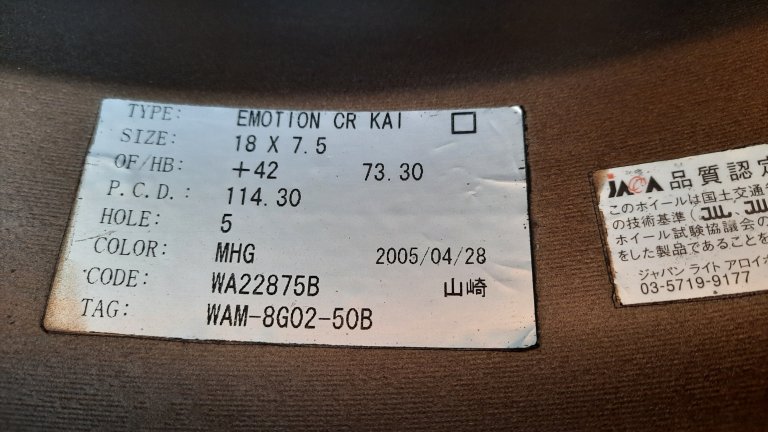 TYPE: EMOTION CR KAI □
SIZE: 18 X 7.5
OF/HB: +42 73.30
P.C.D.: 114.30
HOLE: 5
COLOR: MHG 2005/04/28
CODE: WA22875B 山崎
TAG: WAM-8G02-50B
JAWA 品質認定
このホイールは国土交通
の技術基準(JWL、
ホイール試験協議会の
をした製品であることを
ジャパン ライト アロイホ
03-5719-9177